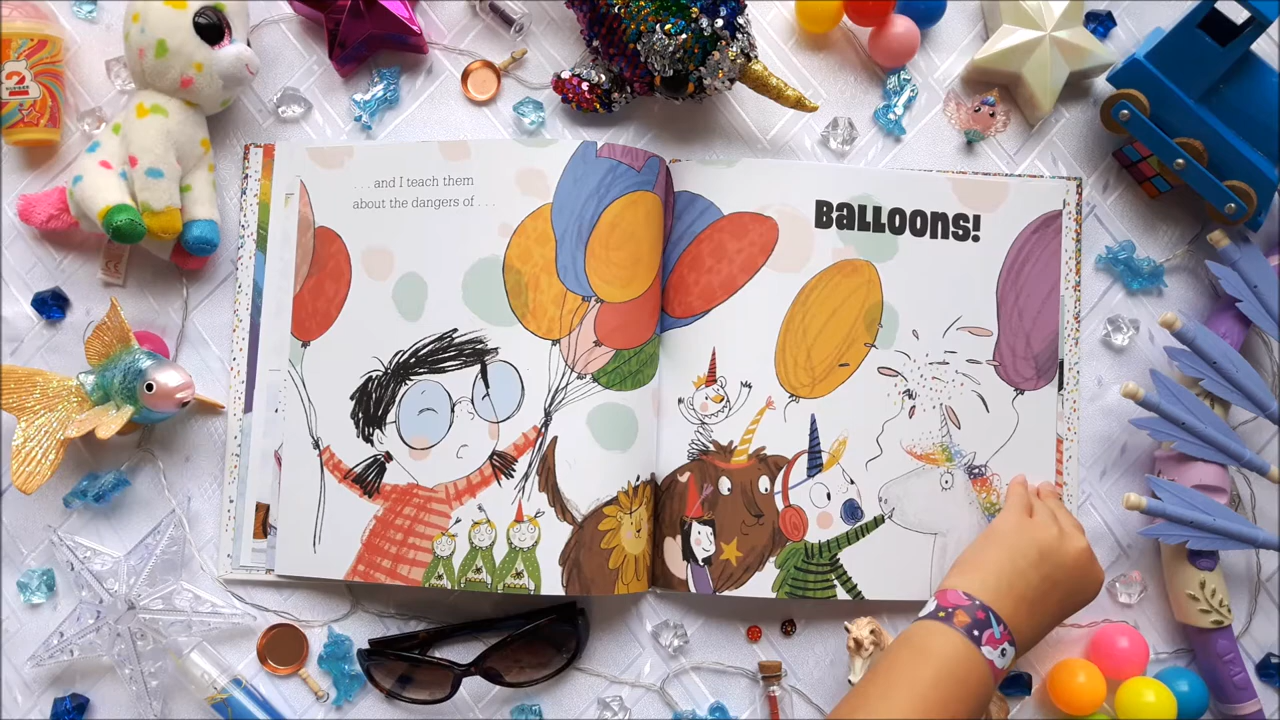 . . . and I teach them
about the dangers of . . .
BaLLOONS!